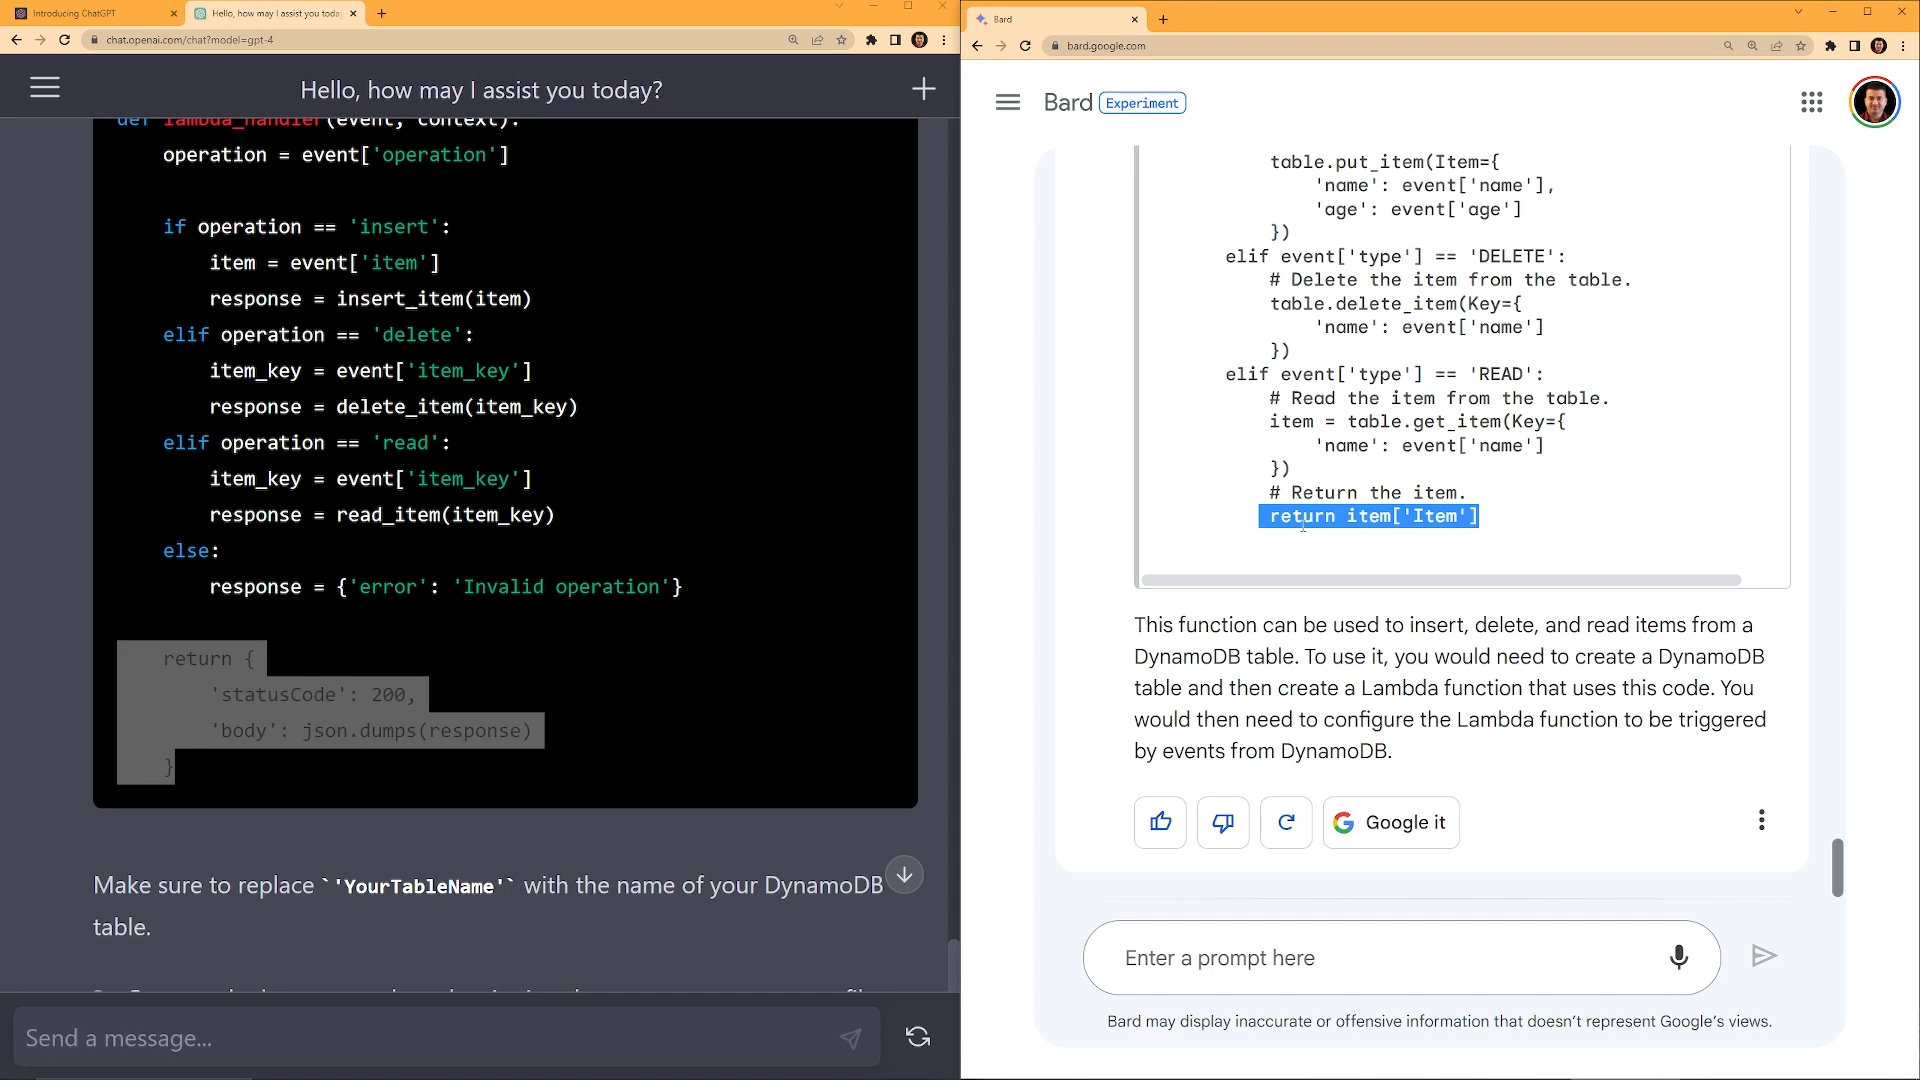 Introducing ChatGPT
Hello, how may I assist you today
chat.openai.com/chat?model=gpt-4
Hello, how may I assist you today?
def lambda_handler(event, context):
operation = event['operation']
if operation == 'insert':
item = event['item']
response = insert_item(item)
elif operation == 'delete':
item_key = event['item_key']
response = delete_item(item_key)
elif operation == 'read':
item_key = event['item_key']
response = read_item(item_key)
else:
response = {'error': 'Invalid operation'}
return {
'statusCode': 200,
'body': json.dumps(response)
}
Make sure to replace `'YourTableName'` with the name of your DynamoDB
table.
Send a message...
Bard
bard.google.com
Bard Experiment
table.put_item(Item={
'name': event['name'],
'age': event['age']
})
elif event['type'] == 'DELETE':
# Delete the item from the table.
table.delete_item(Key={
'name': event['name']
})
elif event['type'] == 'READ':
# Read the item from the table.
item = table.get_item(Key={
'name': event['name']
})
# Return the item.
return item['Item']
This function can be used to insert, delete, and read items from a
DynamoDB table. To use it, you would need to create a DynamoDB
table and then create a Lambda function that uses this code. You
would then need to configure the Lambda function to be triggered
by events from DynamoDB.
Google it
Enter a prompt here
Bard may display inaccurate or offensive information that doesn't represent Google's views.